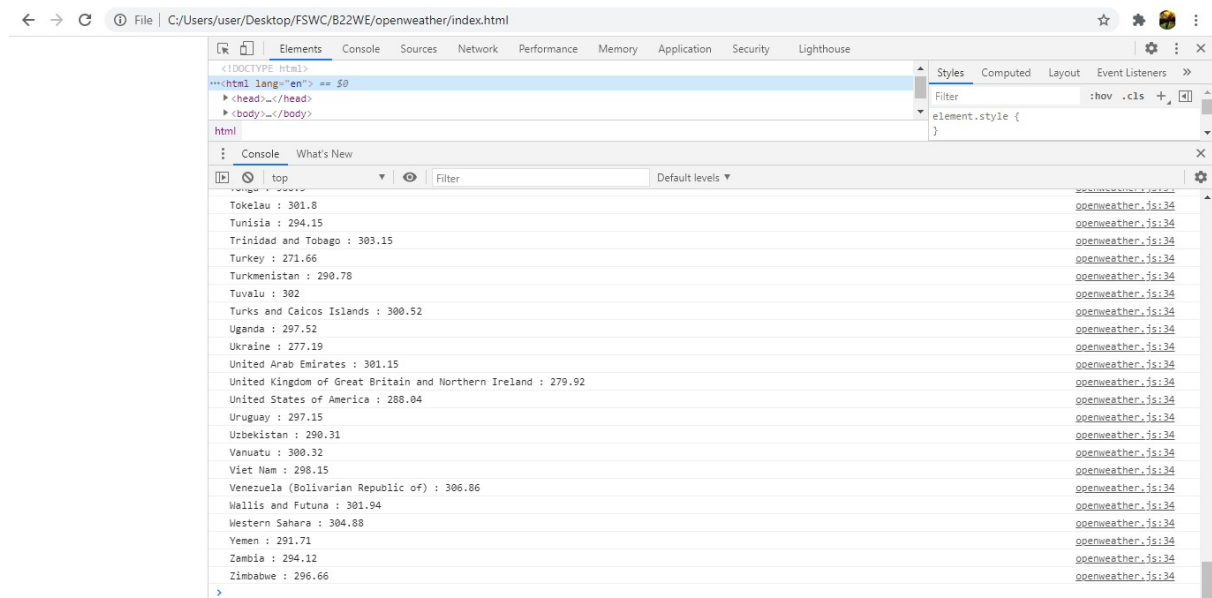 File | C:/Users/user/Desktop/FSWC/B22WE/openweather/index.html
Elements Console Sources Network Performance Memory Application Security Lighthouse
<!DOCTYPE html>
···<html lang="en"> == $0
<head>…</head>
<body>…</body>
html
Styles Computed Layout Event Listeners »
Filter :hov .cls +
element.style {
}
Console What's New
top Filter Default levels ▼
Tokelau : 301.8 openweather.js:34
Tunisia : 294.15 openweather.js:34
Trinidad and Tobago : 303.15 openweather.js:34
Turkey : 271.66 openweather.js:34
Turkmenistan : 290.78 openweather.js:34
Tuvalu : 302 openweather.js:34
Turks and Caicos Islands : 300.52 openweather.js:34
Uganda : 297.52 openweather.js:34
Ukraine : 277.19 openweather.js:34
United Arab Emirates : 301.15 openweather.js:34
United Kingdom of Great Britain and Northern Ireland : 279.92 openweather.js:34
United States of America : 288.04 openweather.js:34
Uruguay : 297.15 openweather.js:34
Uzbekistan : 290.31 openweather.js:34
Vanuatu : 300.32 openweather.js:34
Viet Nam : 298.15 openweather.js:34
Venezuela (Bolivarian Republic of) : 306.86 openweather.js:34
Wallis and Futuna : 301.94 openweather.js:34
Western Sahara : 304.88 openweather.js:34
Yemen : 291.71 openweather.js:34
Zambia : 294.12 openweather.js:34
Zimbabwe : 296.66 openweather.js:34
>